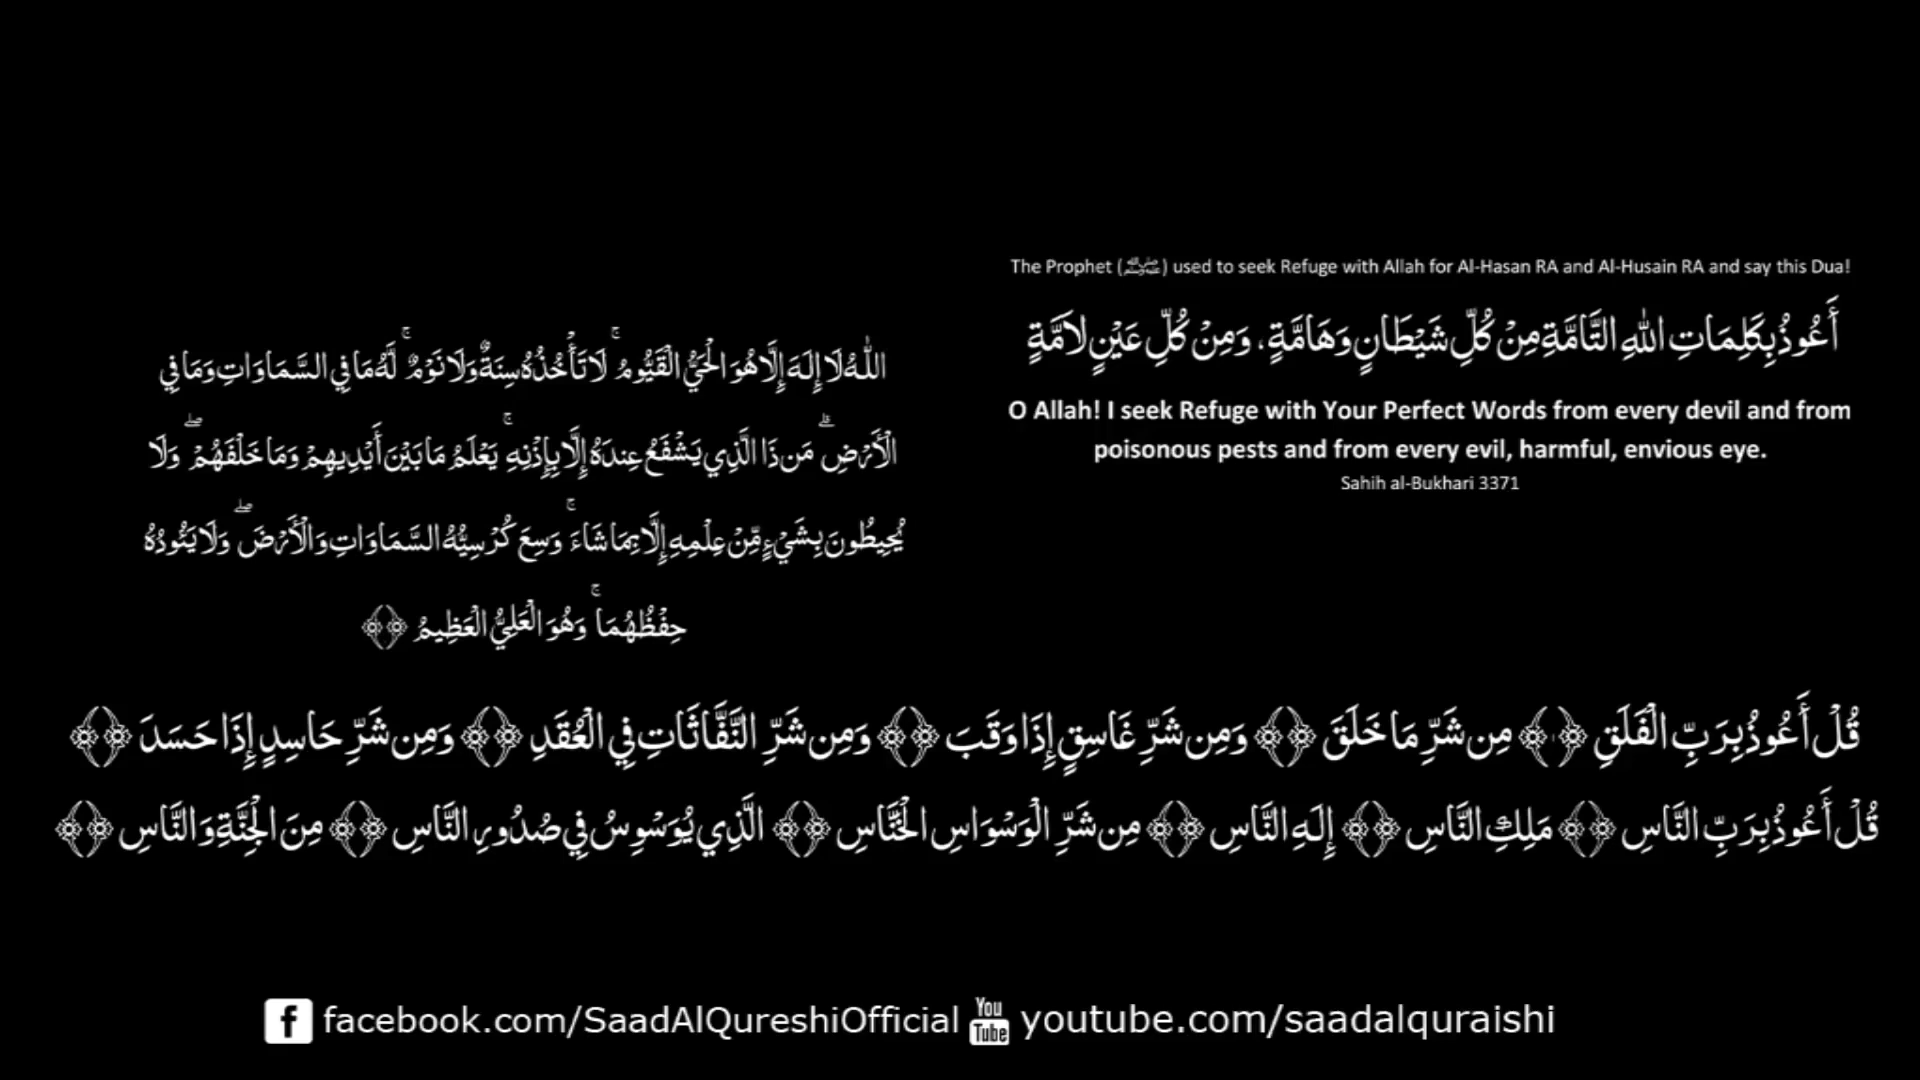 The Prophet (ﷺ) used to seek Refuge with Allah for Al-Hasan RA and Al-Husain RA and say this Dua!
أَعُوذُ بِكَلِمَاتِ اللهِ التَّامَّةِ مِنْ كُلِّ شَيْطَانٍ وَهَامَّةٍ، وَمِنْ كُلِّ عَيْنٍ لاَمَّةٍ
O Allah! I seek Refuge with Your Perfect Words from every devil and from
poisonous pests and from every evil, harmful, envious eye.
Sahih al-Bukhari 3371
اللَّهُ لَا إِلَٰهَ إِلَّا هُوَ الْحَيُّ الْقَيُّومُ ۚ لَا تَأْخُذُهُ سِنَةٌ وَلَا نَوْمٌ ۚ لَّهُ مَا فِي السَّمَاوَاتِ وَمَا فِي
الْأَرْضِ ۗ مَن ذَا الَّذِي يَشْفَعُ عِندَهُ إِلَّا بِإِذْنِهِ ۚ يَعْلَمُ مَا بَيْنَ أَيْدِيهِمْ وَمَا خَلْفَهُمْ ۖ وَلَا
يُحِيطُونَ بِشَيْءٍ مِّنْ عِلْمِهِ إِلَّا بِمَا شَاءَ ۚ وَسِعَ كُرْسِيُّهُ السَّمَاوَاتِ وَالْأَرْضَ ۖ وَلَا يَئُودُهُ
حِفْظُهُمَا ۚ وَهُوَ الْعَلِيُّ الْعَظِيمُ ﴿﴾
قُلْ أَعُوذُ بِرَبِّ الْفَلَقِ ﴿﴾ مِن شَرِّ مَا خَلَقَ ﴿﴾ وَمِن شَرِّ غَاسِقٍ إِذَا وَقَبَ ﴿﴾ وَمِن شَرِّ النَّفَّاثَاتِ فِي الْعُقَدِ ﴿﴾ وَمِن شَرِّ حَاسِدٍ إِذَا حَسَدَ ﴿﴾
قُلْ أَعُوذُ بِرَبِّ النَّاسِ ﴿﴾ مَلِكِ النَّاسِ ﴿﴾ إِلَٰهِ النَّاسِ ﴿﴾ مِن شَرِّ الْوَسْوَاسِ الْخَنَّاسِ ﴿﴾ الَّذِي يُوَسْوِسُ فِي صُدُورِ النَّاسِ ﴿﴾ مِنَ الْجِنَّةِ وَالنَّاسِ ﴿﴾
facebook.com/SaadAlQureshiOfficial You Tube youtube.com/saadalquraishi